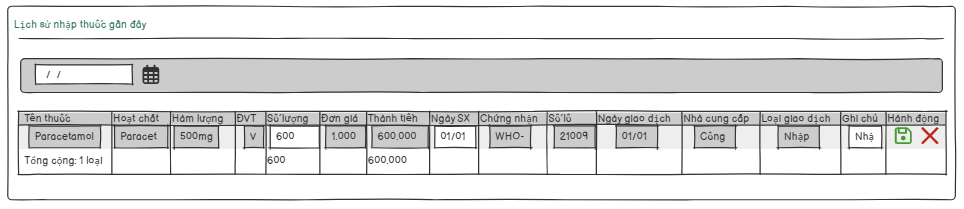 Lịch sử nhập thuốc gần đây
/ /
Tên thuốc Hoạt chất Hàm lượng ĐVT Số lượng Đơn giá Thành tiền Ngày SX Chứng nhận Số lô Ngày giao dịch Nhà cung cấp Loại giao dịch Ghi chú Hành động
Paracetamol Paracet 500mg V 600 1,000 600,000 01/01 WHO- 21009 01/01 Công Nhập Nhậ
Tổng cộng: 1 loại 600 600,000